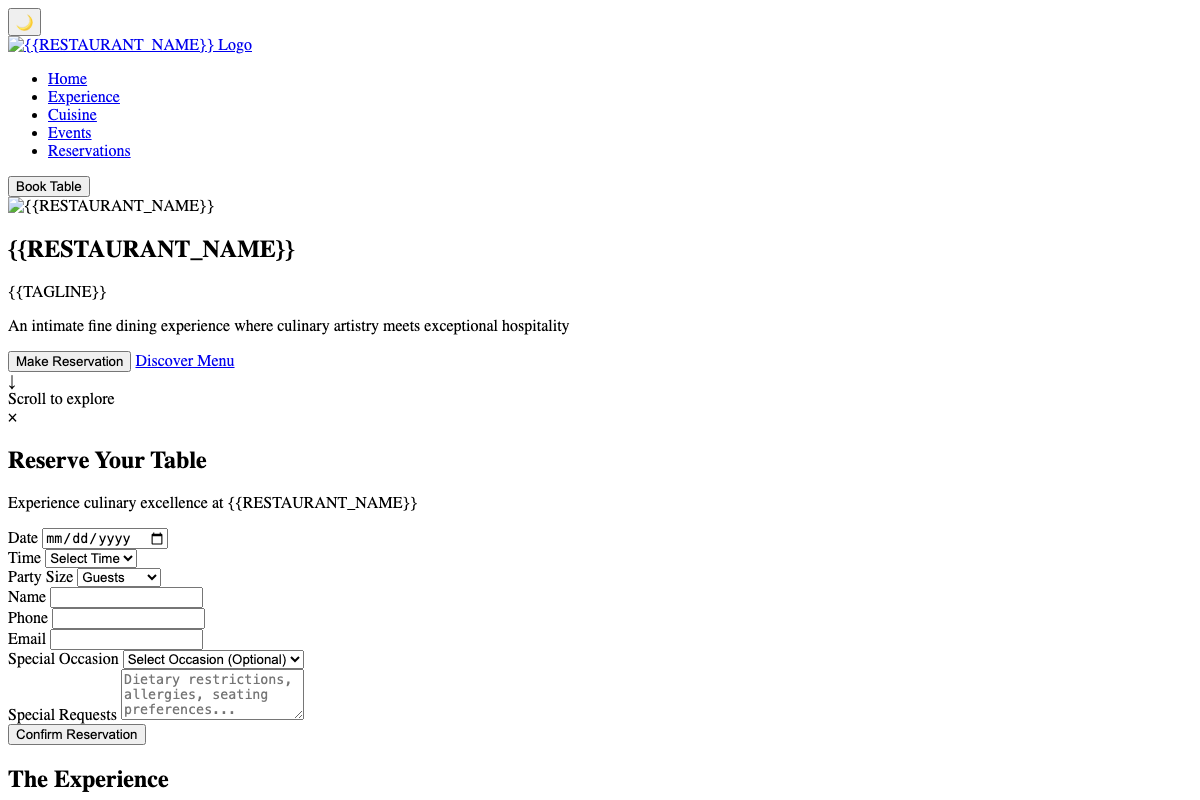 🌙
{{RESTAURANT_NAME}} Logo
Home
Experience
Cuisine
Events
Reservations
Book Table
{{RESTAURANT_NAME}}
{{RESTAURANT_NAME}}
{{TAGLINE}}
An intimate fine dining experience where culinary artistry meets exceptional hospitality
Make Reservation Discover Menu
↓
Scroll to explore
×
Reserve Your Table
Experience culinary excellence at {{RESTAURANT_NAME}}
Date mm/dd/yyyy
Time Select Time
Party Size Guests
Name
Phone
Email
Special Occasion Select Occasion (Optional)
Dietary restrictions,
allergies, seating
preferences...
Special Requests
Confirm Reservation
The Experience